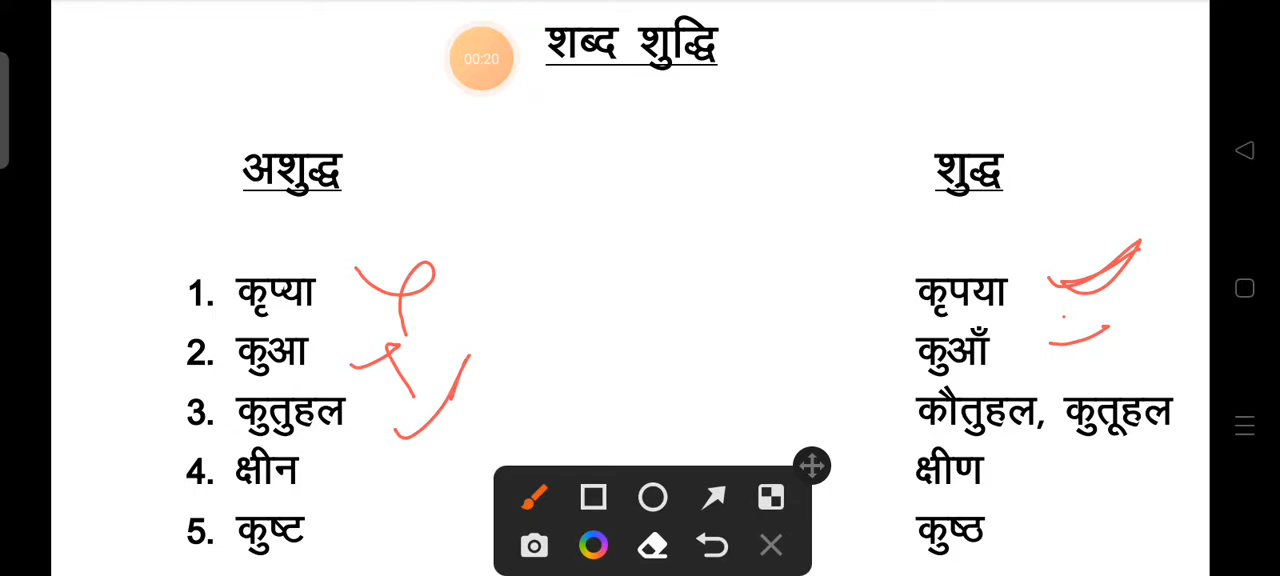 00:20
शब्द शुद्धि
अशुद्ध शुद्ध
1. कृप्या कृपया
2. कुआ कुआँ
3. कुतुहल कौतुहल, कुतूहल
4. क्षीन क्षीण
5. कुष्ट कुष्ठ